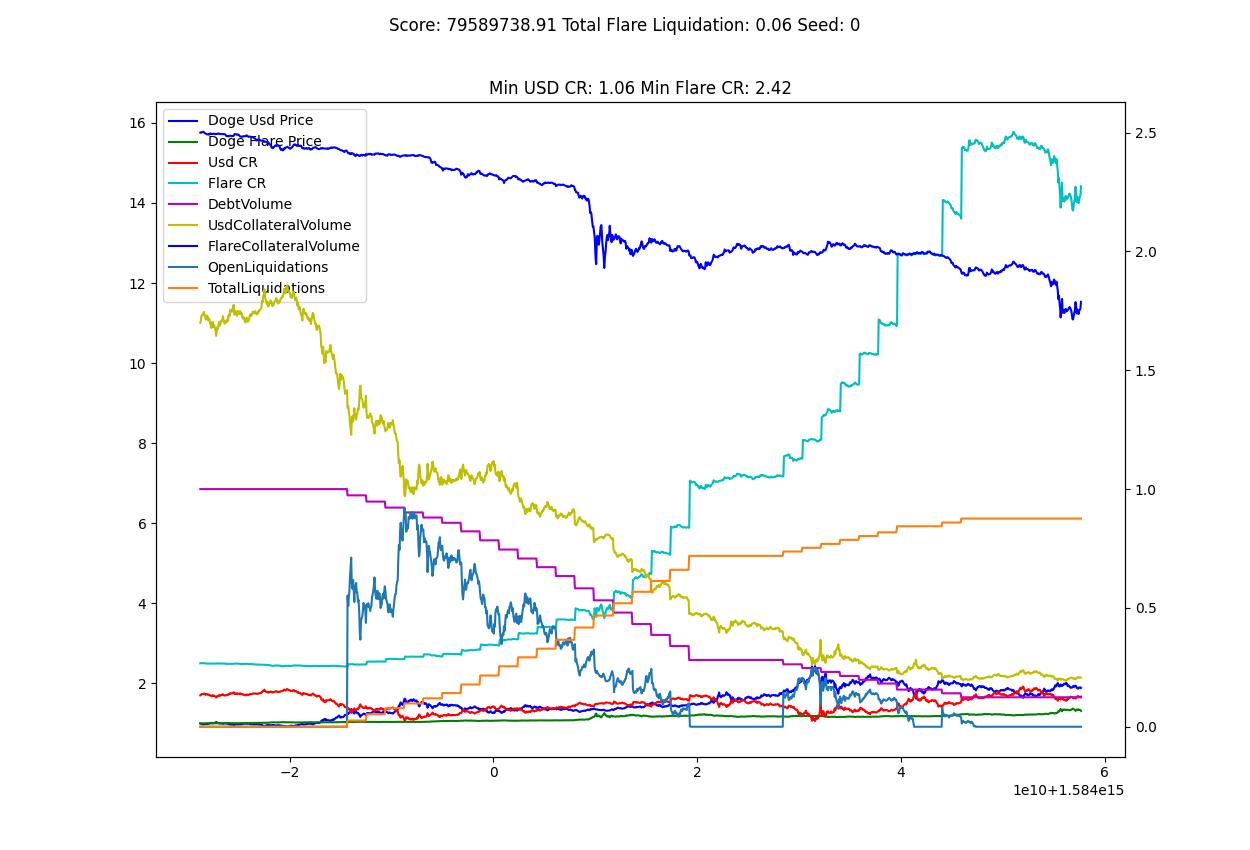 Score: 79589738.91 Total Flare Liquidation: 0.06 Seed: 0
Min USD CR: 1.06 Min Flare CR: 2.42
Doge Usd Price
Doge Flare Price
Usd CR
Flare CR
DebtVolume
UsdCollateralVolume
FlareCollateralVolume
OpenLiquidations
TotalLiquidations
16
14
12
10
8
6
4
2
2.5
2.0
1.5
1.0
0.5
0.0
−2
0
2
4
6
1e10+1.584e15